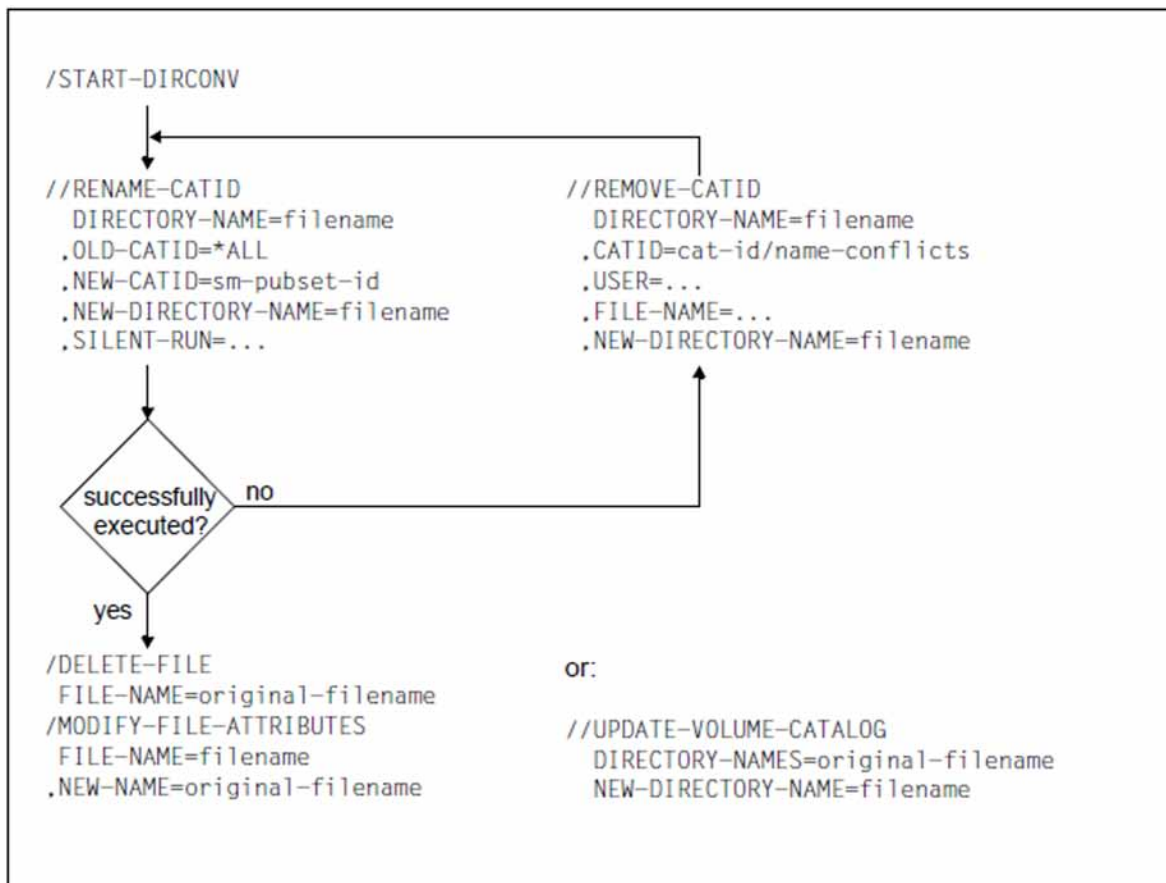 /START-DIRCONV
//RENAME-CATID
DIRECTORY-NAME=filename
,OLD-CATID=*ALL
,NEW-CATID=sm-pubset-id
,NEW-DIRECTORY-NAME=filename
,SILENT-RUN=...
//REMOVE-CATID
DIRECTORY-NAME=filename
,CATID=cat-id/name-conflicts
,USER=...
,FILE-NAME=...
,NEW-DIRECTORY-NAME=filename
successfully
executed?
no
yes
/DELETE-FILE
FILE-NAME=original-filename
/MODIFY-FILE-ATTRIBUTES
FILE-NAME=filename
,NEW-NAME=original-filename
or:
//UPDATE-VOLUME-CATALOG
DIRECTORY-NAMES=original-filename
NEW-DIRECTORY-NAME=filename